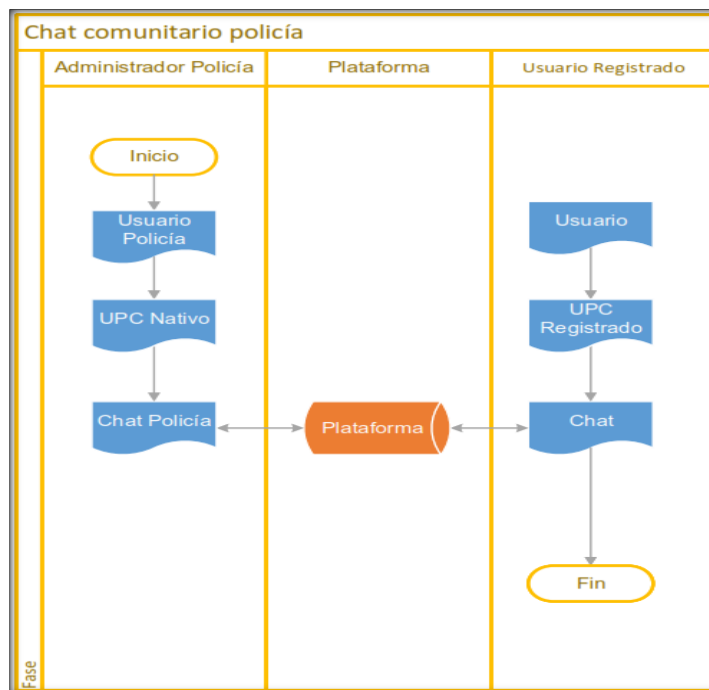 Chat comunitario policía
Administrador Policía
Plataforma
Usuario Registrado
Inicio
Usuario
Policía
Usuario
UPC Nativo
UPC
Registrado
Chat Policía
Plataforma
Chat
Fin
Fase